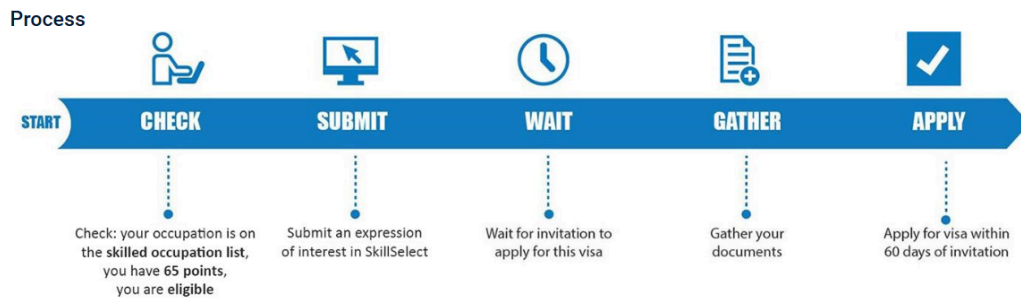 Process
START
CHECK
SUBMIT
WAIT
GATHER
APPLY
Check: your occupation is on
the skilled occupation list,
you have 65 points,
you are eligible
Submit an expression
of interest in SkillSelect
Wait for invitation to
apply for this visa
Gather your
documents
Apply for visa within
60 days of invitation